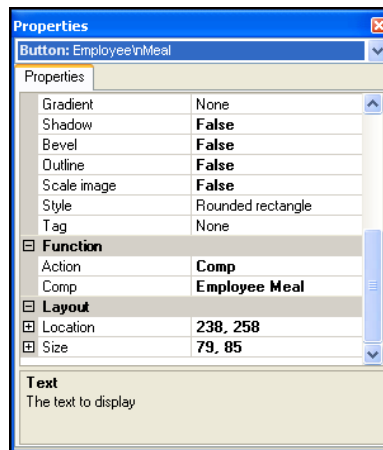 Properties
Button: Employee\nMeal
Properties
Gradient None
Shadow False
Bevel False
Outline False
Scale image False
Style Rounded rectangle
Tag None
Function
Action Comp
Comp Employee Meal
Layout
Location 238, 258
Size 79, 85
Text
The text to display